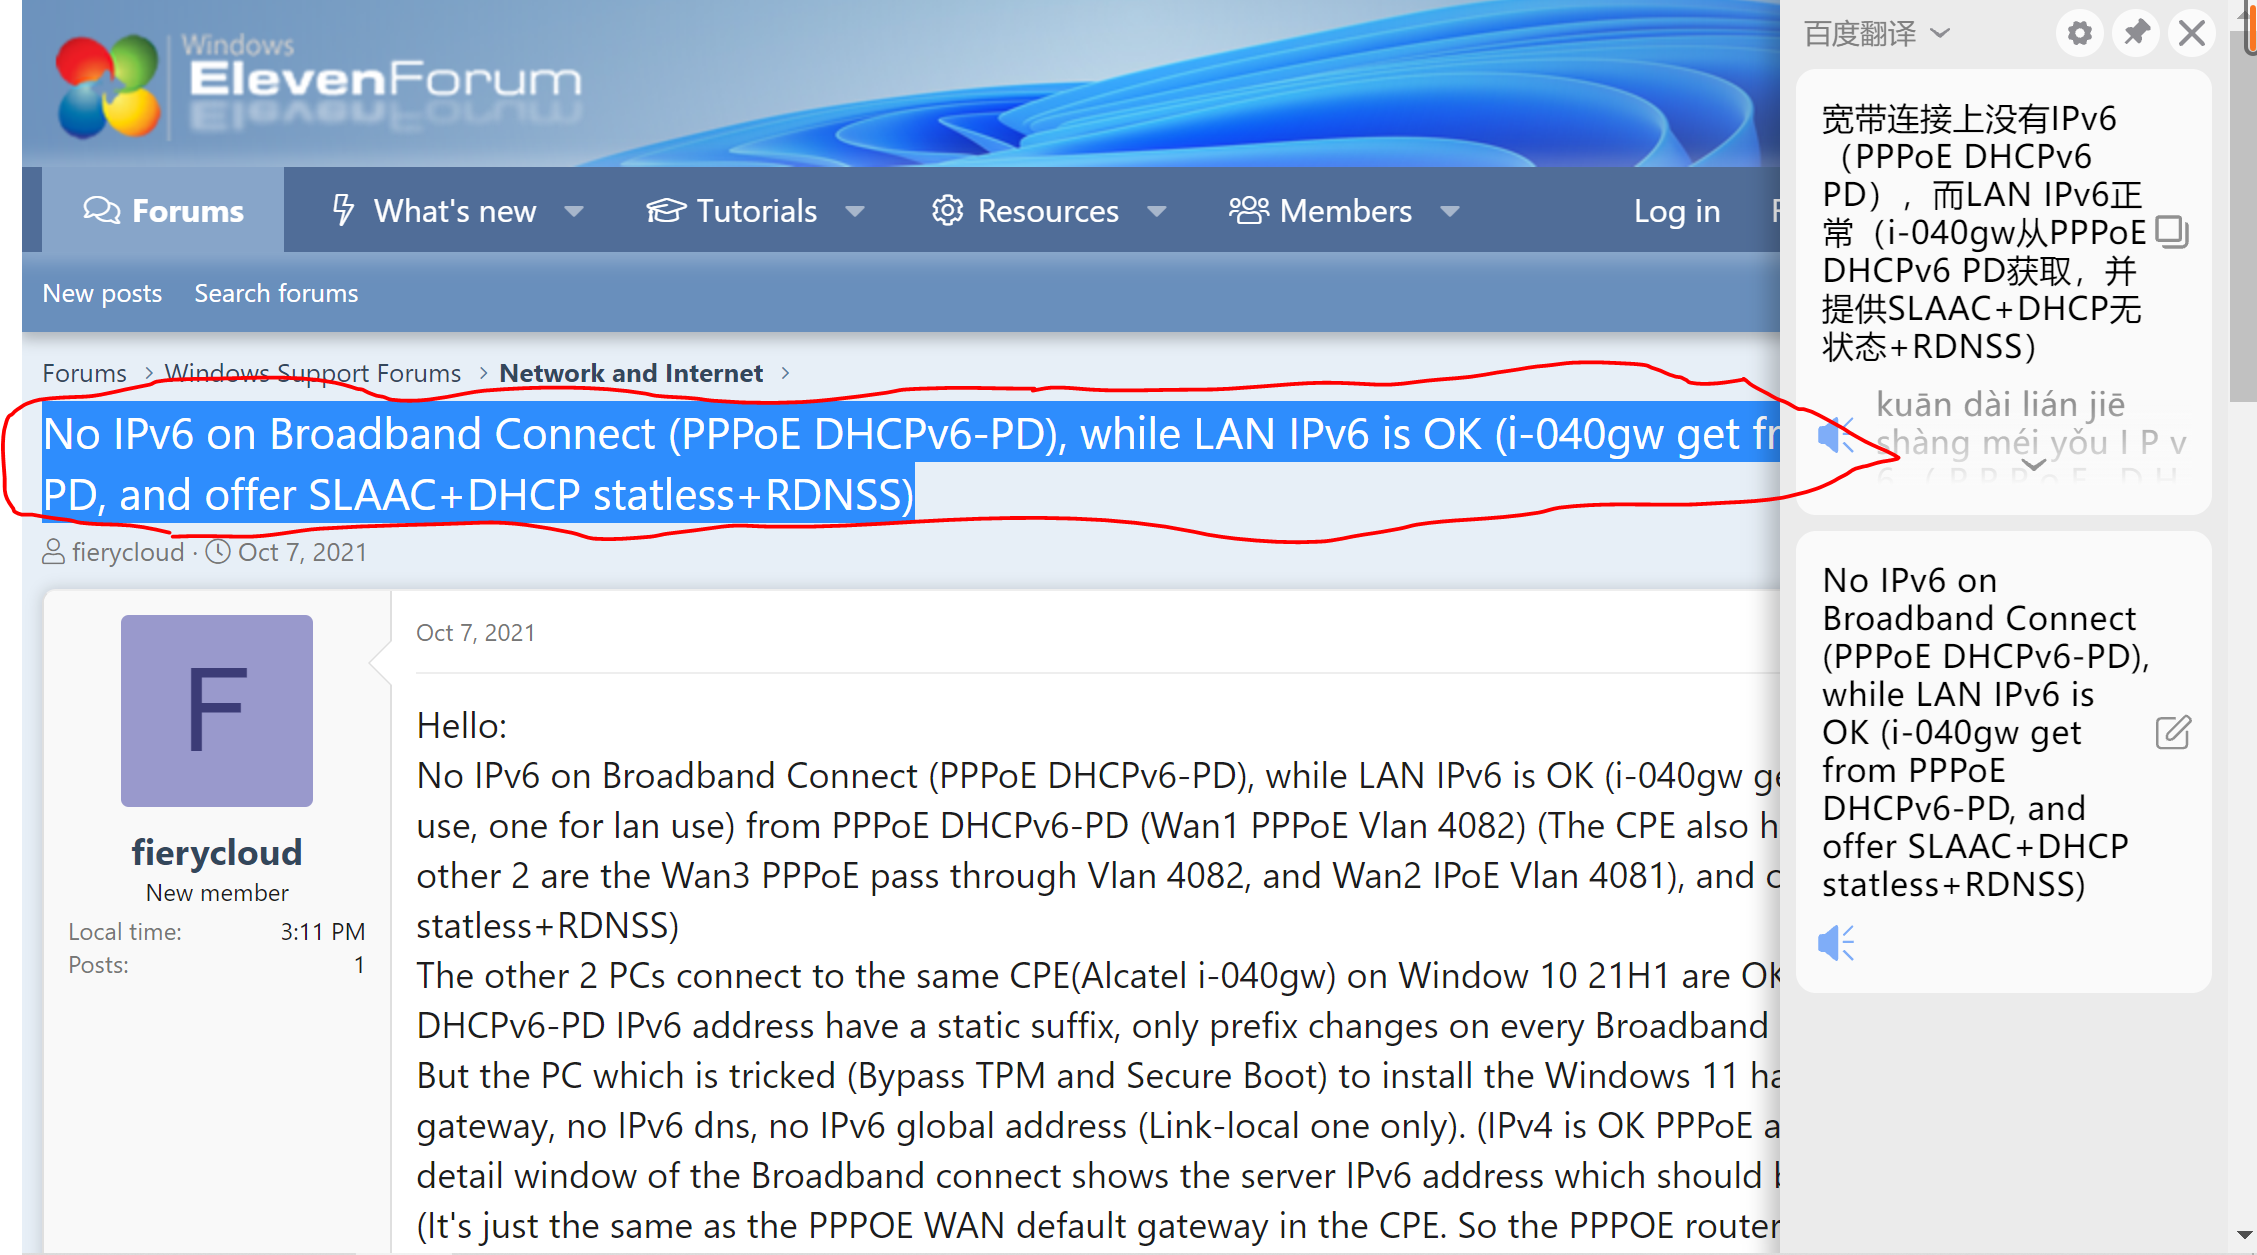 Windows
ElevenForum
Forums
What's new
Tutorials
Resources
Members
Log in
New posts
Search forums
Forums
Windows Support Forums
Network and Internet
No IPv6 on Broadband Connect (PPPoE DHCPv6-PD), while LAN IPv6 is OK (i-040gw get
PD, and offer SLAAC+DHCP statless+RDNSS)
fierycloud · Oct 7, 2021
F
fierycloud
New member
Local time: 3:11 PM
Posts: 1
Oct 7, 2021
Hello:
No IPv6 on Broadband Connect (PPPoE DHCPv6-PD), while LAN IPv6 is OK (i-040gw
use, one for lan use) from PPPoE DHCPv6-PD (Wan1 PPPoE Vlan 4082) (The CPE also
other 2 are the Wan3 PPPoE pass through Vlan 4082, and Wan2 IPoE Vlan 4081), and
statless+RDNSS)
The other 2 PCs connect to the same CPE(Alcatel i-040gw) on Window 10 21H1 are OK
DHCPv6-PD IPv6 address have a static suffix, only prefix changes on every Broadband
But the PC which is tricked (Bypass TPM and Secure Boot) to install the Windows 11
gateway, no IPv6 dns, no IPv6 global address (Link-local one only). (IPv4 is OK PPPoE
detail window of the Broadband connect shows the server IPv6 address which should
(It's just the same as the PPPOE WAN default gateway in the CPE. So the PPPOE router
百度翻译
宽带连接上没有IPv6
（PPPoE DHCPv6
PD），而LAN IPv6正
常（i-040gw从PPPoE
DHCPv6 PD获取，并
提供SLAAC+DHCP无
状态+RDNSS）
kuān dài lián jiē
shàng méi yǒu I P v
6 （ P P P o E D H
No IPv6 on
Broadband Connect
(PPPoE DHCPv6-PD),
while LAN IPv6 is
OK (i-040gw get
from PPPoE
DHCPv6-PD, and
offer SLAAC+DHCP
statless+RDNSS)